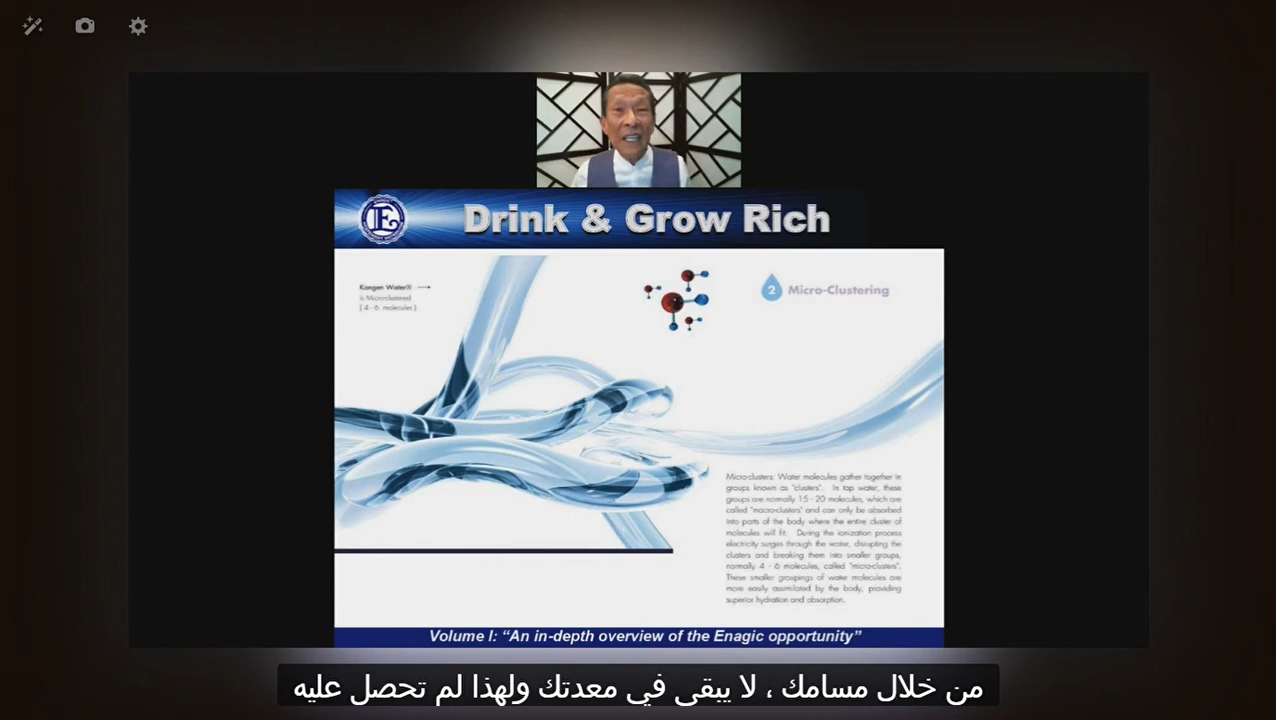 Drink & Grow Rich
E
Kangen Water®
is Microclustered
( 4 - 6 molecules )
2 Micro-Clustering
Micro-clusters: Water molecules gather together in
groups known as "clusters". In tap water, these
groups are normally 15 - 20 molecules, which are
called "macro-clusters" and can only be absorbed
into parts of the body where the entire cluster of
molecules will fit. During the ionization process
electricity surges through the water, disrupting the
clusters and breaking them into smaller groups,
normally 4 - 6 molecules, called "micro-clusters".
These smaller groupings of water molecules are
more easily assimilated by the body, providing
superior hydration and absorption.
Volume I: “An in-depth overview of the Enagic opportunity”
من خلال مسامك ، لا يبقى في معدتك ولهذا لم تحصل عليه